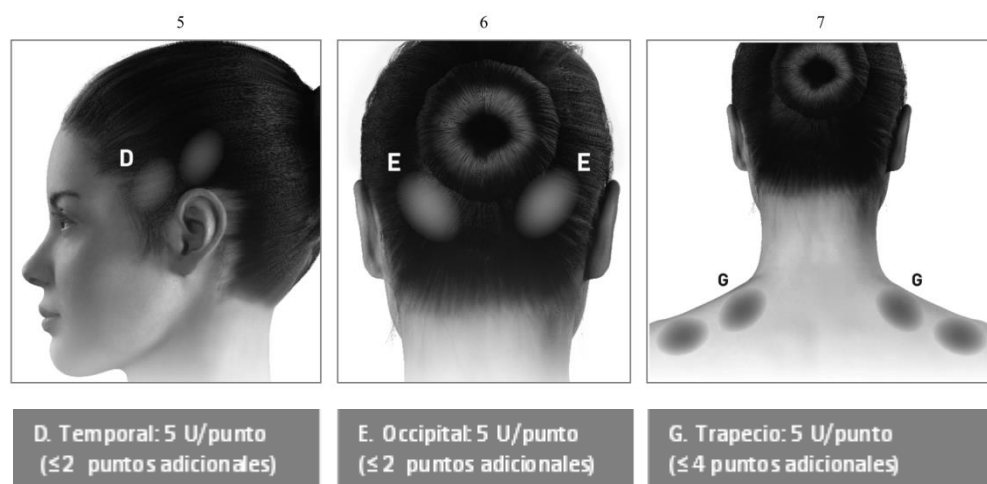 5
6
7
D
E
E
G
G
D. Temporal: 5 U/punto
(≤2 puntos adicionales)
E. Occipital: 5 U/punto
(≤2 puntos adicionales)
G. Trapecio: 5 U/punto
(≤4 puntos adicionales)